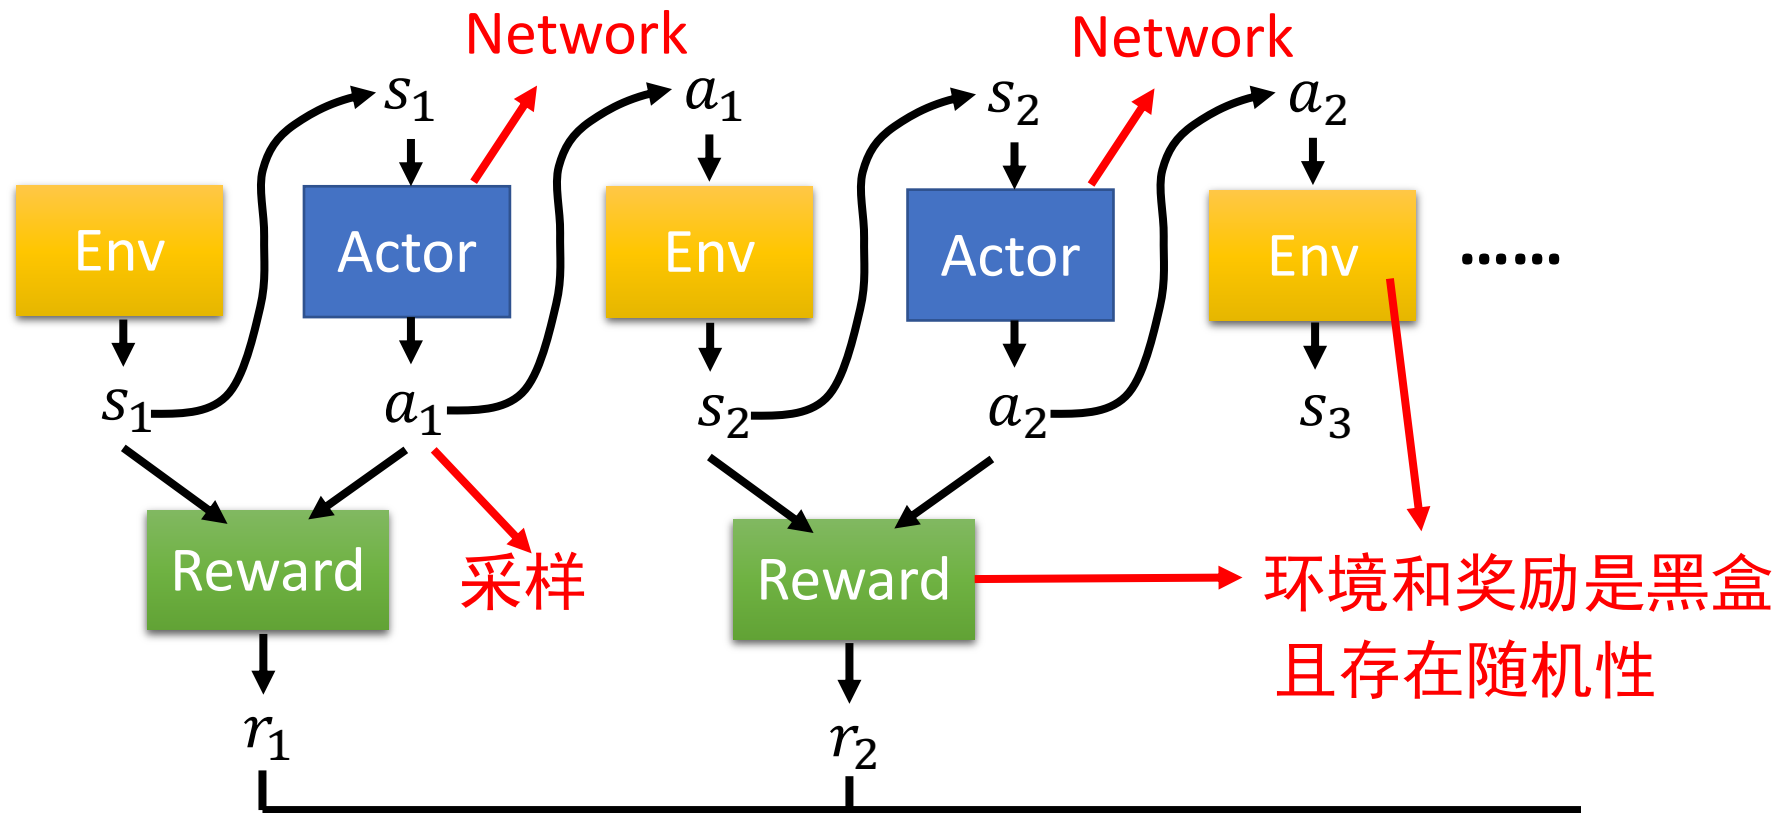 Network
Network
s₁
a₁
s₂
a₂
Env
Actor
Env
Actor
Env
······
s₁
a₁
s₂
a₂
s₃
Reward
采样
Reward
环境和奖励是黑盒
且存在随机性
r₁
r₂